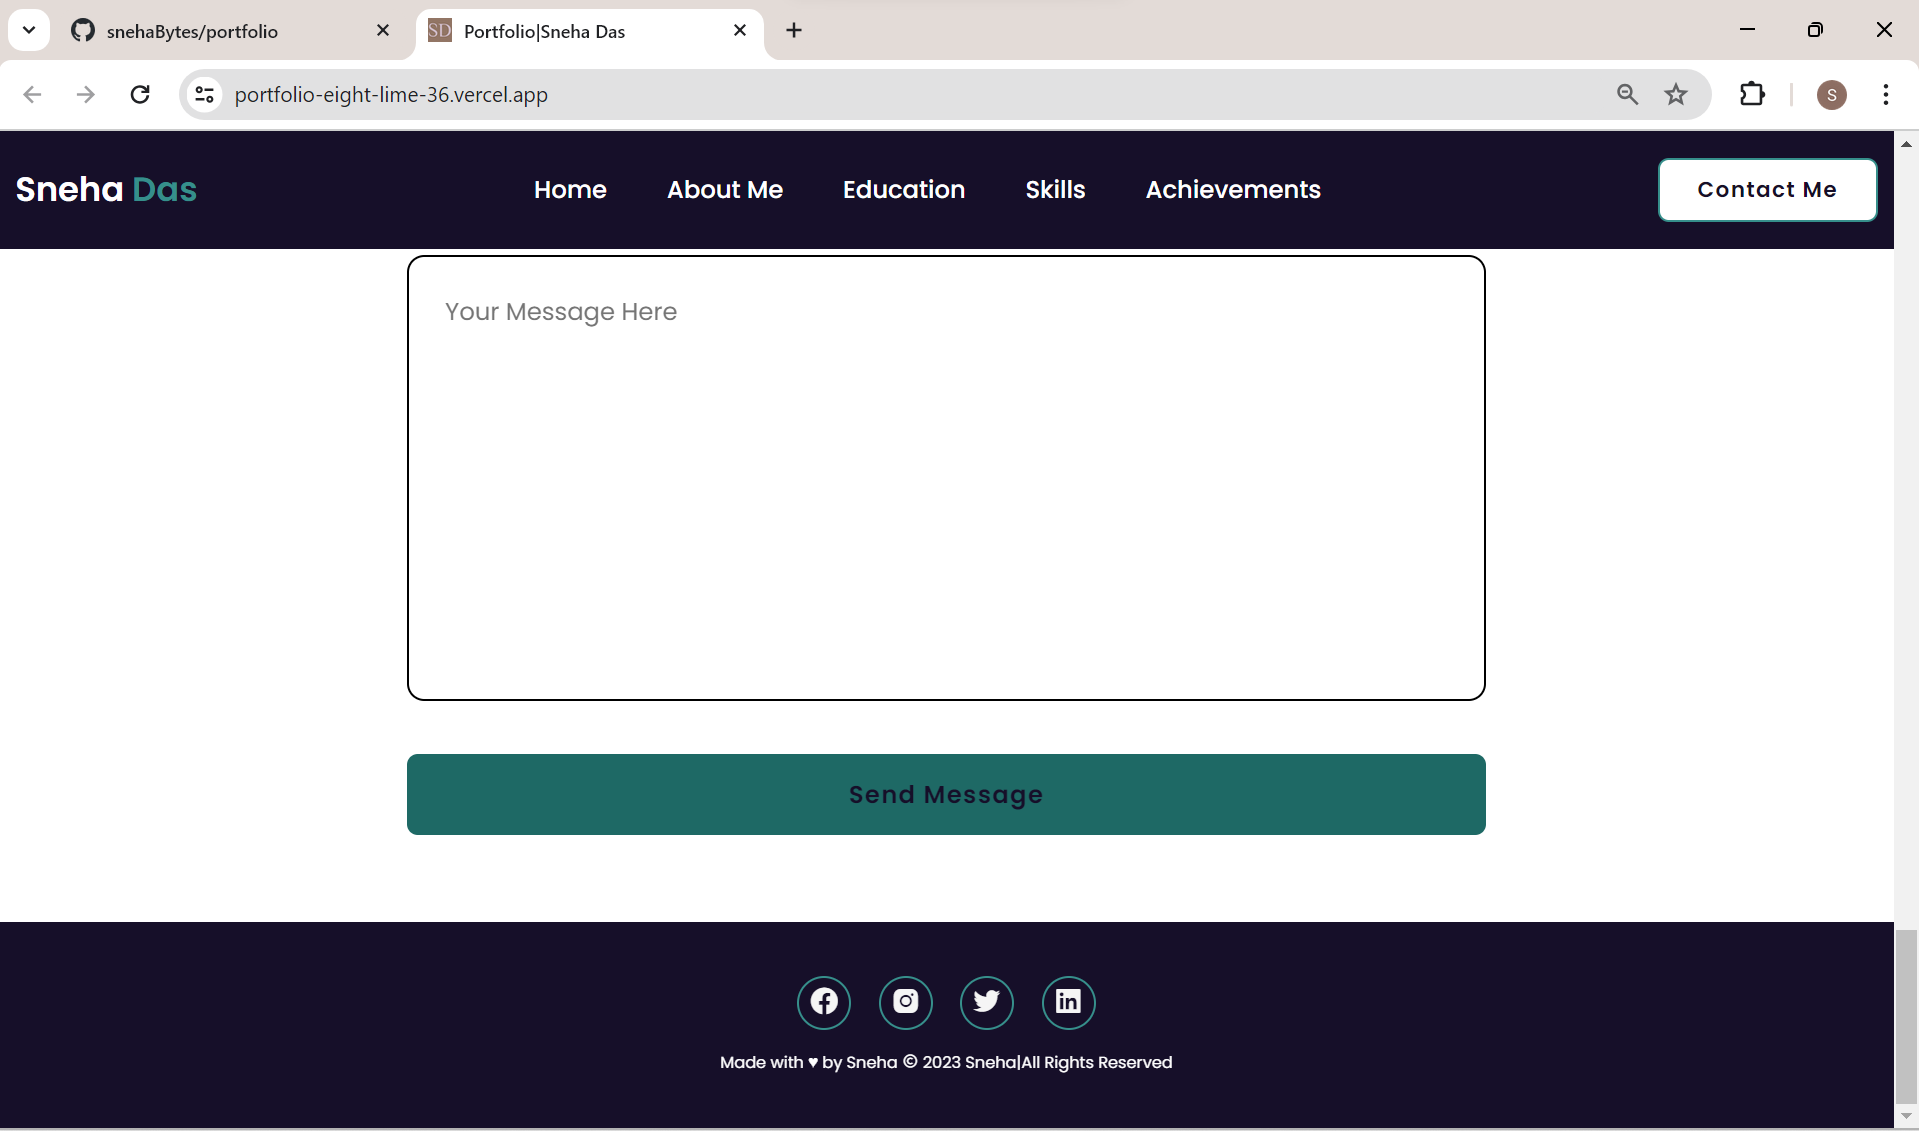 snehaBytes/portfolio
SD Portfolio|Sneha Das
portfolio-eight-lime-36.vercel.app
S
Sneha Das
Home About Me Education Skills Achievements
Contact Me
Your Message Here
Send Message
Made with ♥ by Sneha © 2023 Sneha|All Rights Reserved